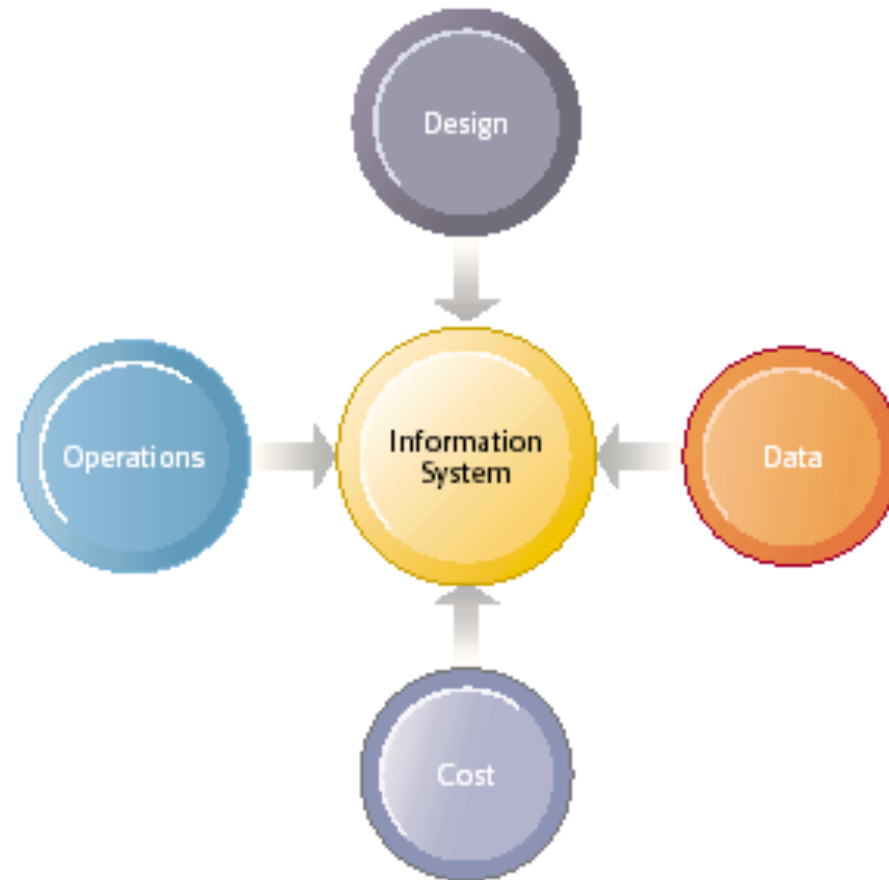 Design
Operations
Information
System
Data
Cost